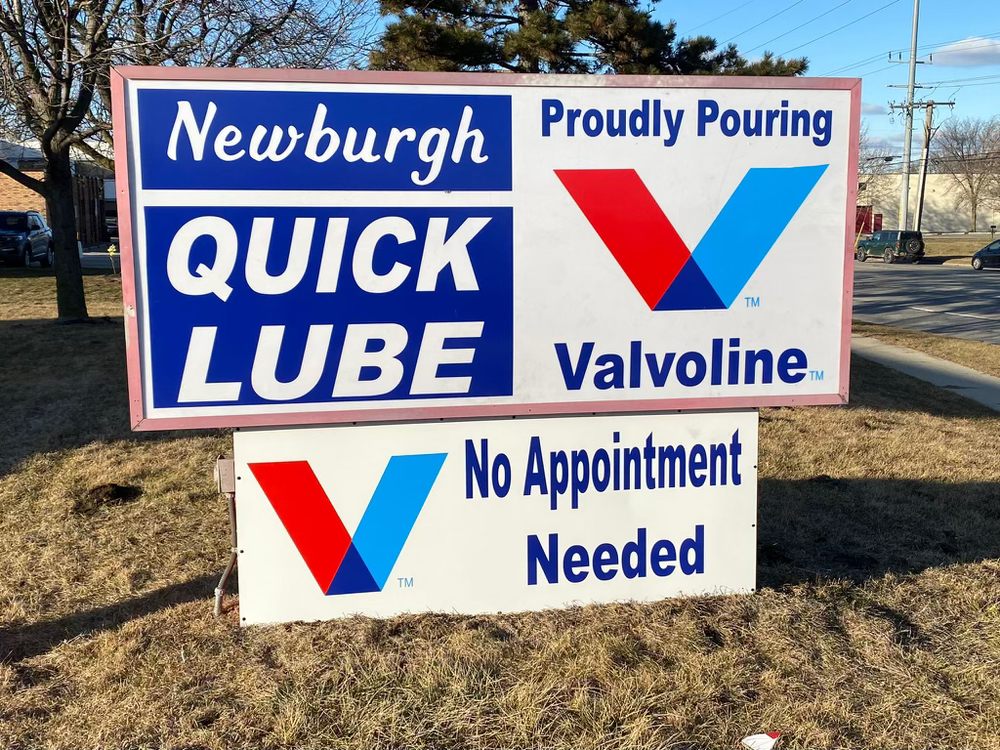 Newburgh
QUICK
LUBE
Proudly Pouring
TM
Valvoline TM
TM
No Appointment
Needed